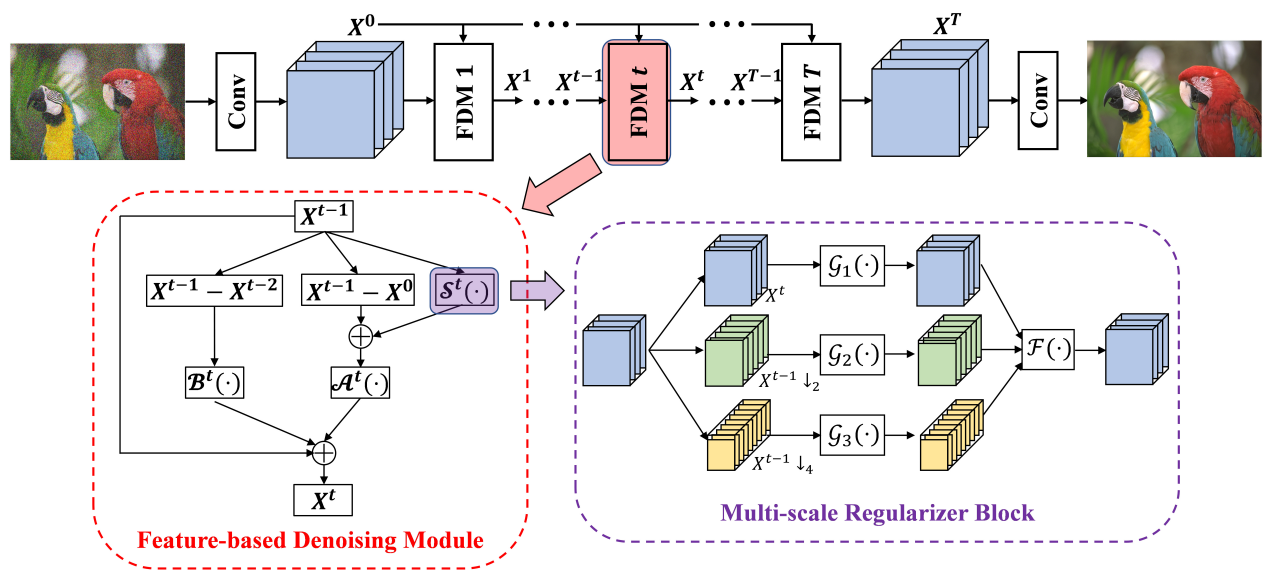 X⁰ ··· ··· Xᵀ
Conv
FDM 1
X¹ ··· Xᵗ⁻¹
FDM t
Xᵗ ··· Xᵀ⁻¹
FDM T
Conv
Xᵗ⁻¹
Xᵗ⁻¹ − Xᵗ⁻²
Xᵗ⁻¹ − X⁰
𝓢ᵗ(·)
⊕
𝓑ᵗ(·)
𝓐ᵗ(·)
⊕
Xᵗ
Feature-based Denoising Module
Xᵗ
𝒢₁(·)
Xᵗ⁻¹ ↓₂
𝒢₂(·)
ℱ(·)
Xᵗ⁻¹ ↓₄
𝒢₃(·)
Multi-scale Regularizer Block